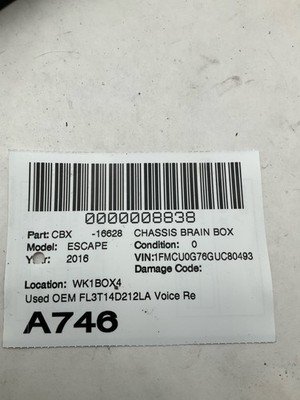 0000008838
Part: CBX -16628 CHASSIS BRAIN BOX
Model: ESCAPE Condition: 0
Year: 2016 VIN:1FMCU0G76GUC80493
Damage Code:
Location: WK1BOX4
Used OEM FL3T14D212LA Voice Re
A746